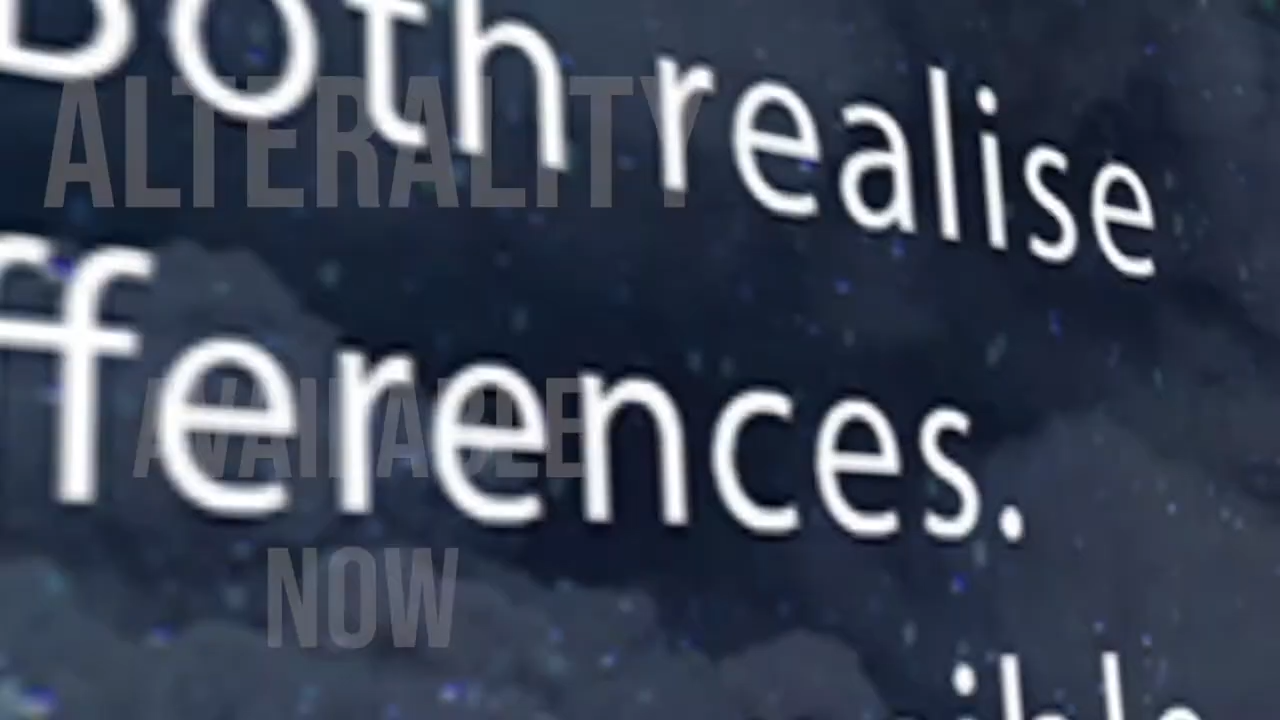 Both realise
ALTERALITY
fferences.
AVAILABLE
NOW